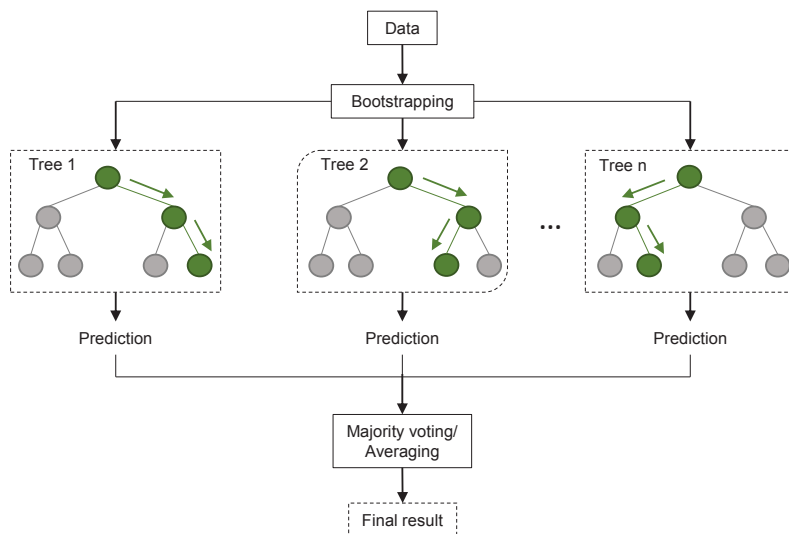 Data
Bootstrapping
Tree 1
Tree 2
Tree n
...
Prediction
Prediction
Prediction
Majority voting/
Averaging
Final result